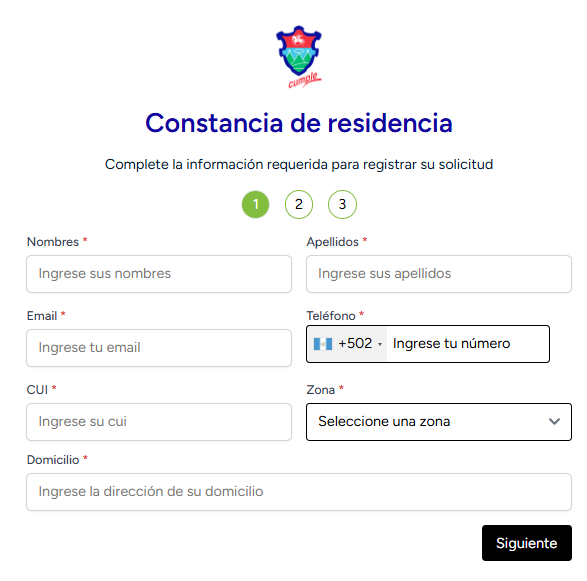 cumple
Constancia de residencia
Complete la información requerida para registrar su solicitud
1 2 3
Nombres * Apellidos *
Ingrese sus nombres Ingrese sus apellidos
Email * Teléfono *
Ingrese tu email +502 Ingrese tu número
CUI * Zona *
Ingrese su cui Seleccione una zona
Domicilio *
Ingrese la dirección de su domicilio
Siguiente